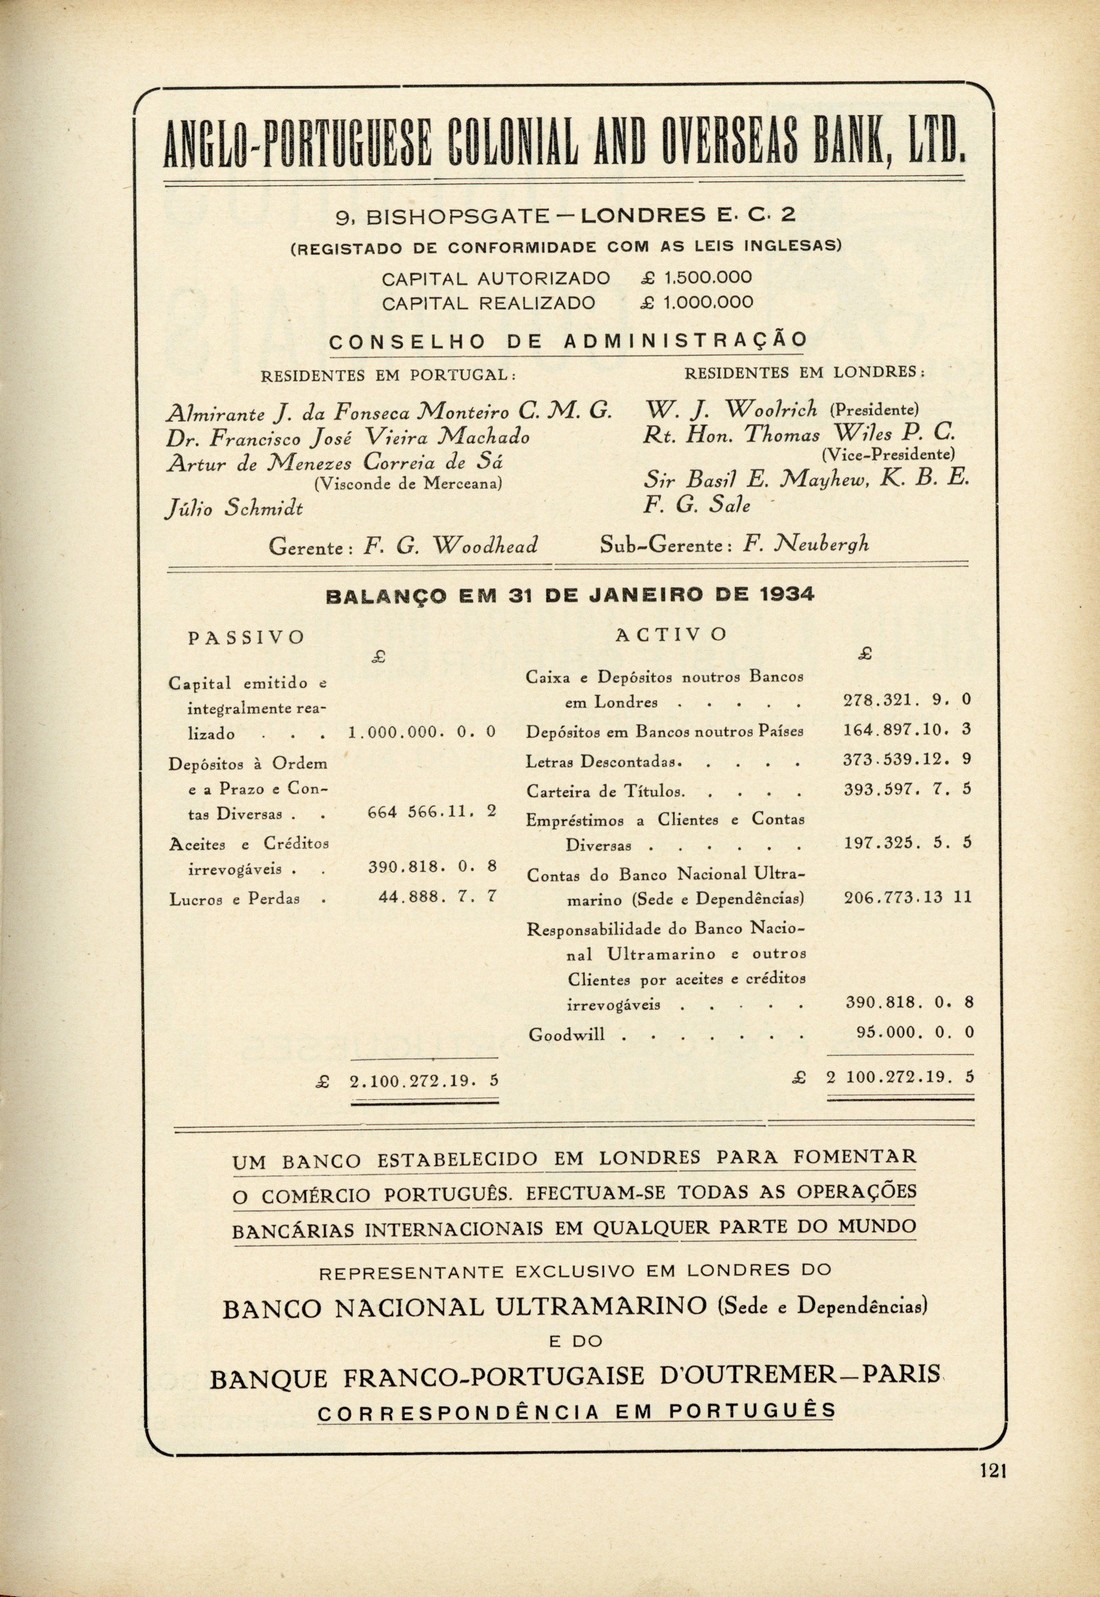 ANGLO-PORTUGUESE COLONIAL AND OVERSEAS BANK, LTD.
9, BISHOPSGATE — LONDRES E. C. 2
(REGISTADO DE CONFORMIDADE COM AS LEIS INGLESAS)
CAPITAL AUTORIZADO £ 1.500.000
CAPITAL REALIZADO £ 1.000.000
CONSELHO DE ADMINISTRAÇÃO
RESIDENTES EM PORTUGAL:
Almirante J. da Fonseca Monteiro C. M. G.
Dr. Francisco José Vieira Machado
Artur de Menezes Correia de Sá
(Visconde de Merceana)
Júlio Schmidt
RESIDENTES EM LONDRES:
W. J. Woolrich (Presidente)
Rt. Hon. Thomas Wiles P. C.
(Vice-Presidente)
Sir Basil E. Mayhew, K. B. E.
F. G. Sale
Gerente: F. G. Woodhead Sub-Gerente: F. Neubergh
BALANÇO EM 31 DE JANEIRO DE 1934
PASSIVO
£
Capital emitido e
integralmente rea-
lizado . . . 1.000.000. 0. 0
Depósitos à Ordem
e a Prazo e Con-
tas Diversas . . 664 566.11. 2
Aceites e Créditos
irrevogáveis . . 390.818. 0. 8
Lucros e Perdas . 44.888. 7. 7
£ 2.100.272.19. 5
ACTIVO
£
Caixa e Depósitos noutros Bancos
em Londres . . . . . 278.321. 9. 0
Depósitos em Bancos noutros Países 164.897.10. 3
Letras Descontadas. . . . . 373.539.12. 9
Carteira de Títulos. . . . . 393.597. 7. 5
Empréstimos a Clientes e Contas
Diversas . . . . . . 197.325. 5. 5
Contas do Banco Nacional Ultra-
marino (Sede e Dependências) 206.773.13 11
Responsabilidade do Banco Nacio-
nal Ultramarino e outros
Clientes por aceites e créditos
irrevogáveis . . . . . 390.818. 0. 8
Goodwill . . . . . . . 95.000. 0. 0
£ 2 100.272.19. 5
UM BANCO ESTABELECIDO EM LONDRES PARA FOMENTAR
O COMÉRCIO PORTUGUÊS. EFECTUAM-SE TODAS AS OPERAÇÕES
BANCÁRIAS INTERNACIONAIS EM QUALQUER PARTE DO MUNDO
REPRESENTANTE EXCLUSIVO EM LONDRES DO
BANCO NACIONAL ULTRAMARINO (Sede e Dependências)
E DO
BANQUE FRANCO-PORTUGAISE D'OUTREMER—PARIS
CORRESPONDÊNCIA EM PORTUGUÊS
121